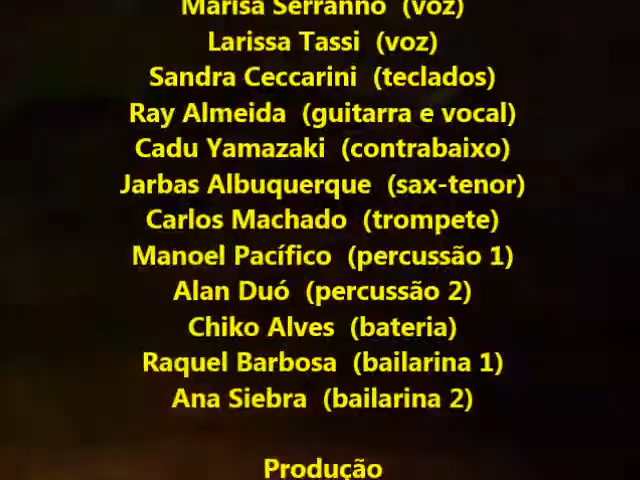 Marisa Serranno (voz)
Larissa Tassi (voz)
Sandra Ceccarini (teclados)
Ray Almeida (guitarra e vocal)
Cadu Yamazaki (contrabaixo)
Jarbas Albuquerque (sax-tenor)
Carlos Machado (trompete)
Manoel Pacífico (percussão 1)
Alan Duó (percussão 2)
Chiko Alves (bateria)
Raquel Barbosa (bailarina 1)
Ana Siebra (bailarina 2)
Produção